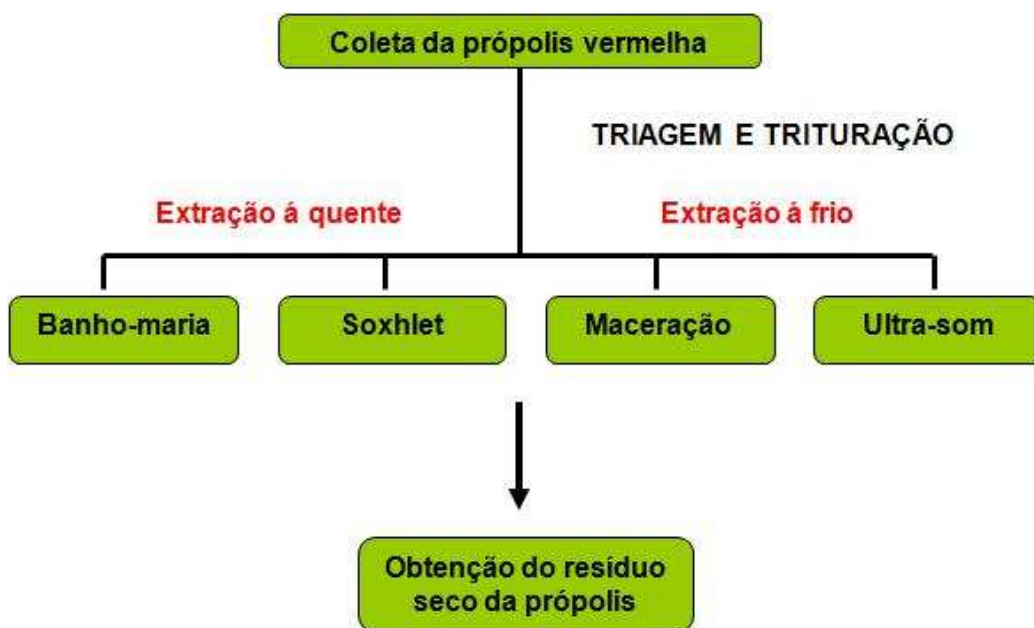 Coleta da própolis vermelha
TRIAGEM E TRITURAÇÃO
Extração á quente
Extração á frio
Banho-maria
Soxhlet
Maceração
Ultra-som
Obtenção do resíduo
seco da própolis